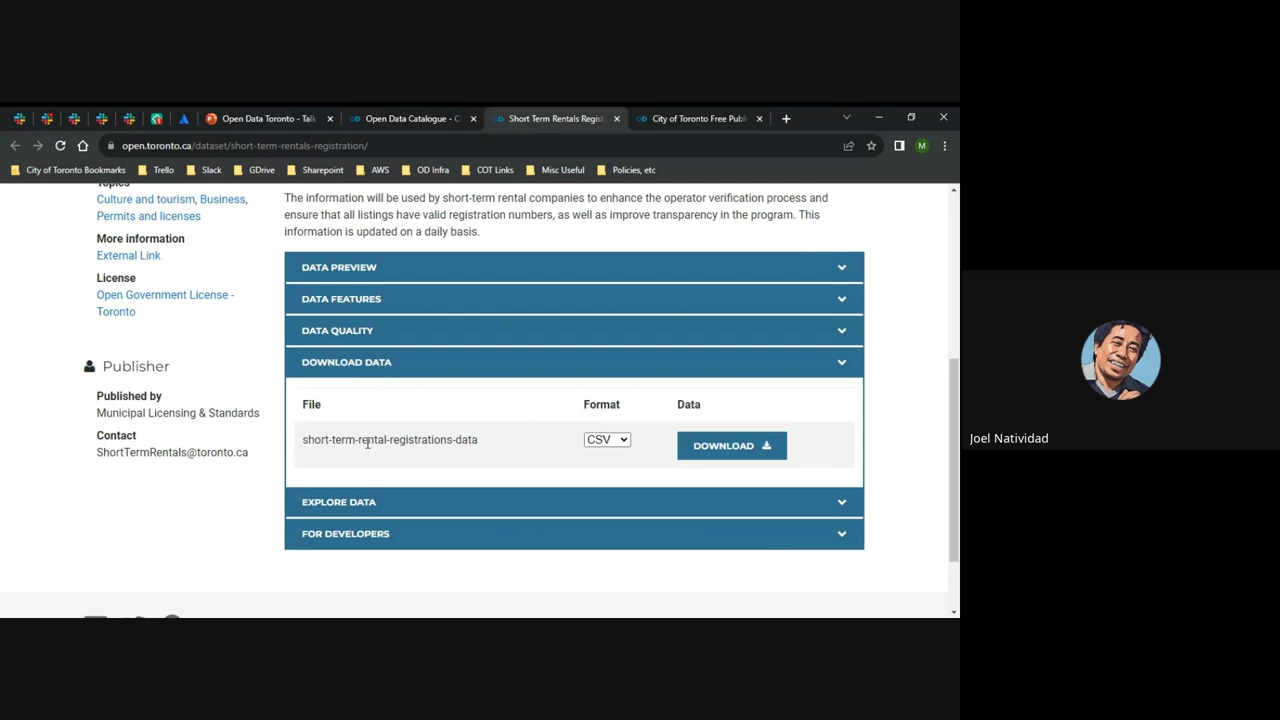 Open Data Toronto - Talk
Open Data Catalogue - C
Short Term Rentals Regist
City of Toronto Free Publ
open.toronto.ca/dataset/short-term-rentals-registration/
M
City of Toronto Bookmarks
Trello
Slack
GDrive
Sharepoint
AWS
OD Infra
COT Links
Misc Useful
Policies, etc
Topics
Culture and tourism, Business,
Permits and licenses
More information
External Link
License
Open Government License -
Toronto
Publisher
Published by
Municipal Licensing & Standards
Contact
ShortTermRentals@toronto.ca
The information will be used by short-term rental companies to enhance the operator verification process and
ensure that all listings have valid registration numbers, as well as improve transparency in the program. This
information is updated on a daily basis.
DATA PREVIEW
DATA FEATURES
DATA QUALITY
DOWNLOAD DATA
File Format Data
short-term-rental-registrations-data CSV DOWNLOAD
EXPLORE DATA
FOR DEVELOPERS
Joel Natividad